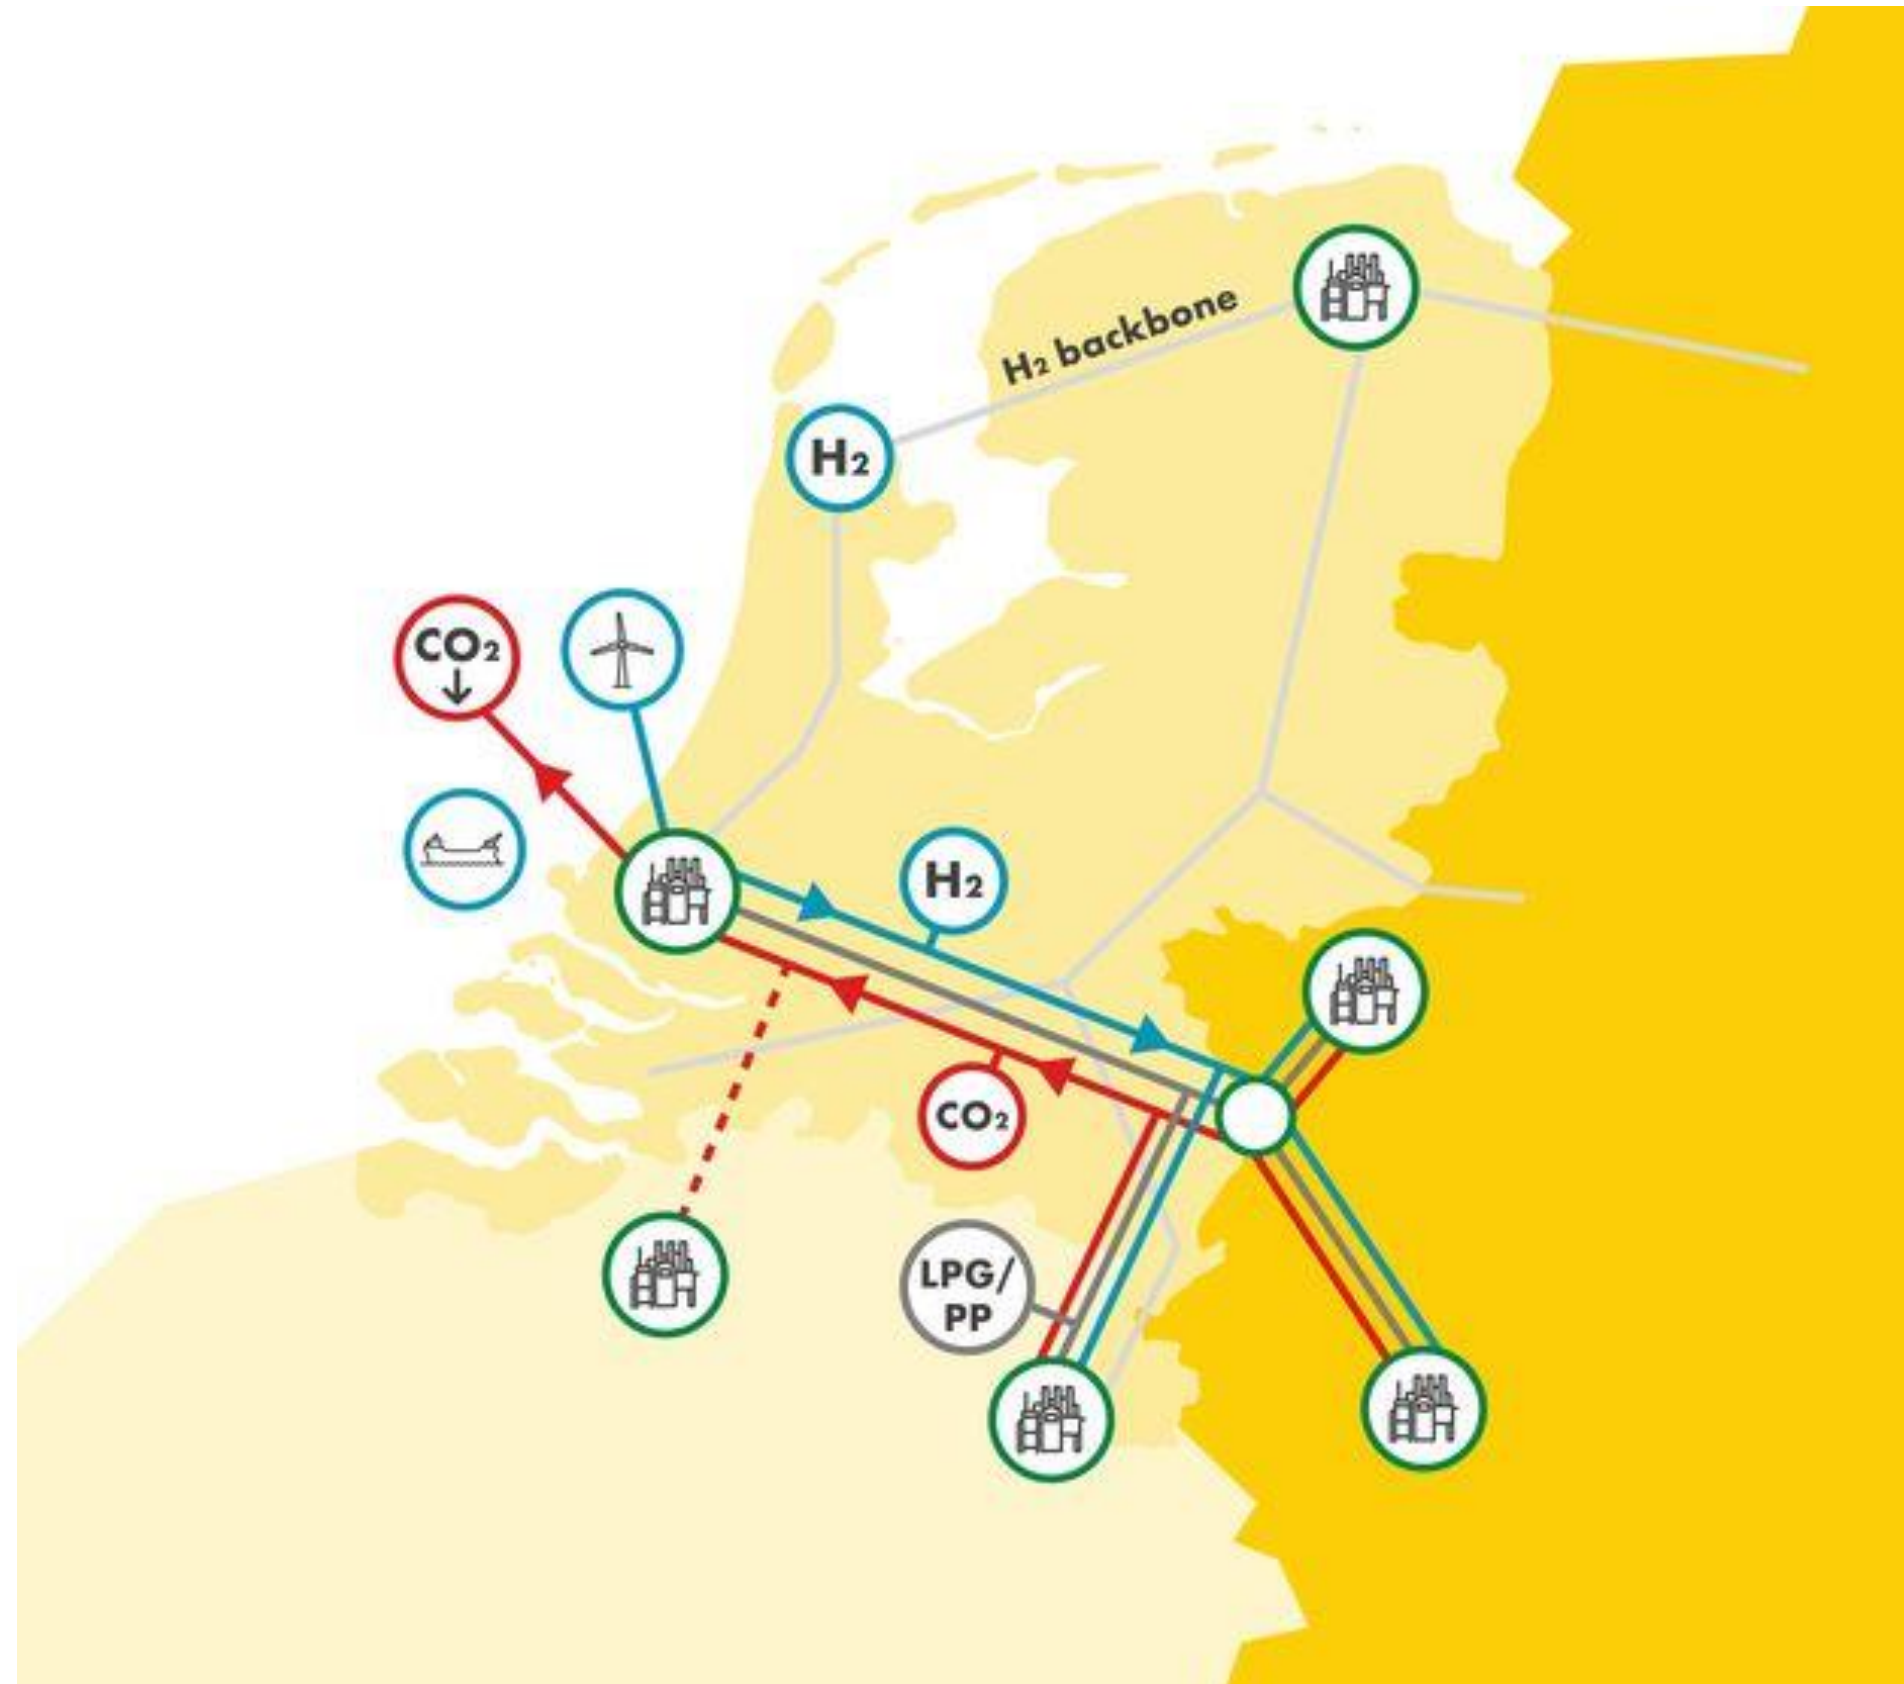 H₂ backbone
H₂
CO₂
H₂
CO₂
LPG/
PP